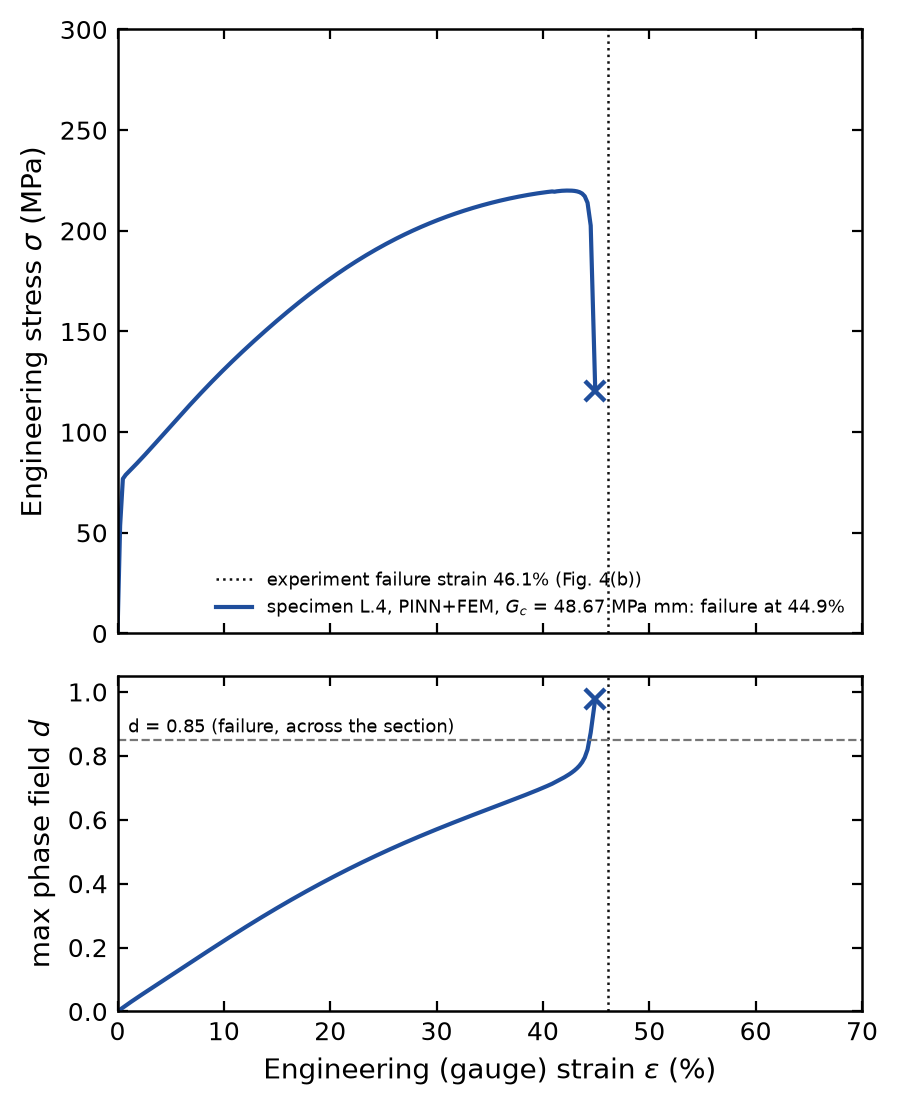 300
250
200
150
100
50
0
Engineering stress σ (MPa)
experiment failure strain 46.1% (Fig. 4(b))
specimen L.4, PINN+FEM, G_c = 48.67 MPa mm: failure at 44.9%
1.0
0.8
0.6
0.4
0.2
0.0
max phase field d
d = 0.85 (failure, across the section)
0 10 20 30 40 50 60 70
Engineering (gauge) strain ε (%)